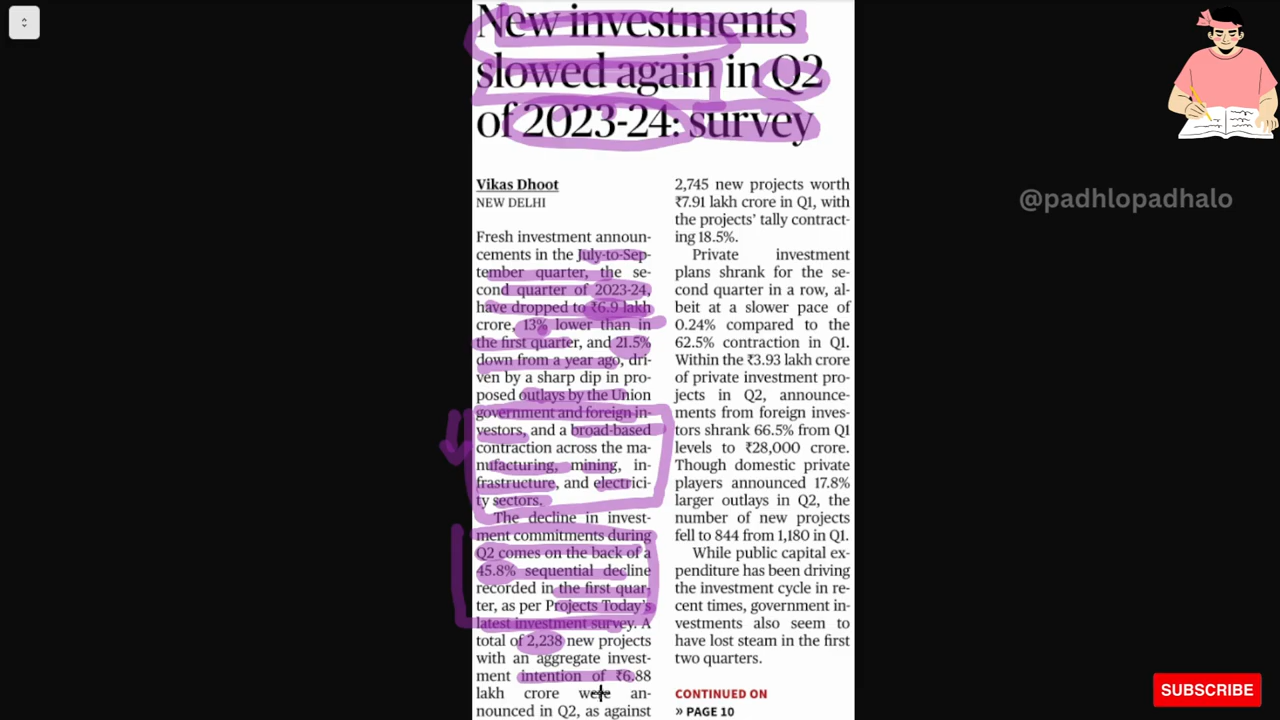 New investments
slowed again in Q2
of 2023-24: survey
Vikas Dhoot
NEW DELHI
Fresh investment announ-
cements in the July-to-Sep-
tember quarter, the se-
cond quarter of 2023-24,
have dropped to ₹6.9 lakh
crore, 13% lower than in
the first quarter, and 21.5%
down from a year ago, dri-
ven by a sharp dip in pro-
posed outlays by the Union
government and foreign in-
vestors, and a broad-based
contraction across the ma-
nufacturing, mining, in-
frastructure, and electrici-
ty sectors.
The decline in invest-
ment commitments during
Q2 comes on the back of a
45.8% sequential decline
recorded in the first quar-
ter, as per Projects Today's
latest investment survey. A
total of 2,238 new projects
with an aggregate invest-
ment intention of ₹6.88
lakh crore were an-
nounced in Q2, as against
2,745 new projects worth
₹7.91 lakh crore in Q1, with
the projects' tally contract-
ing 18.5%.
Private investment
plans shrank for the se-
cond quarter in a row, al-
beit at a slower pace of
0.24% compared to the
62.5% contraction in Q1.
Within the ₹3.93 lakh crore
of private investment pro-
jects in Q2, announce-
ments from foreign inves-
tors shrank 66.5% from Q1
levels to ₹28,000 crore.
Though domestic private
players announced 17.8%
larger outlays in Q2, the
number of new projects
fell to 844 from 1,180 in Q1.
While public capital ex-
penditure has been driving
the investment cycle in re-
cent times, government in-
vestments also seem to
have lost steam in the first
two quarters.
CONTINUED ON
» PAGE 10
@padhlopadhalo
SUBSCRIBE